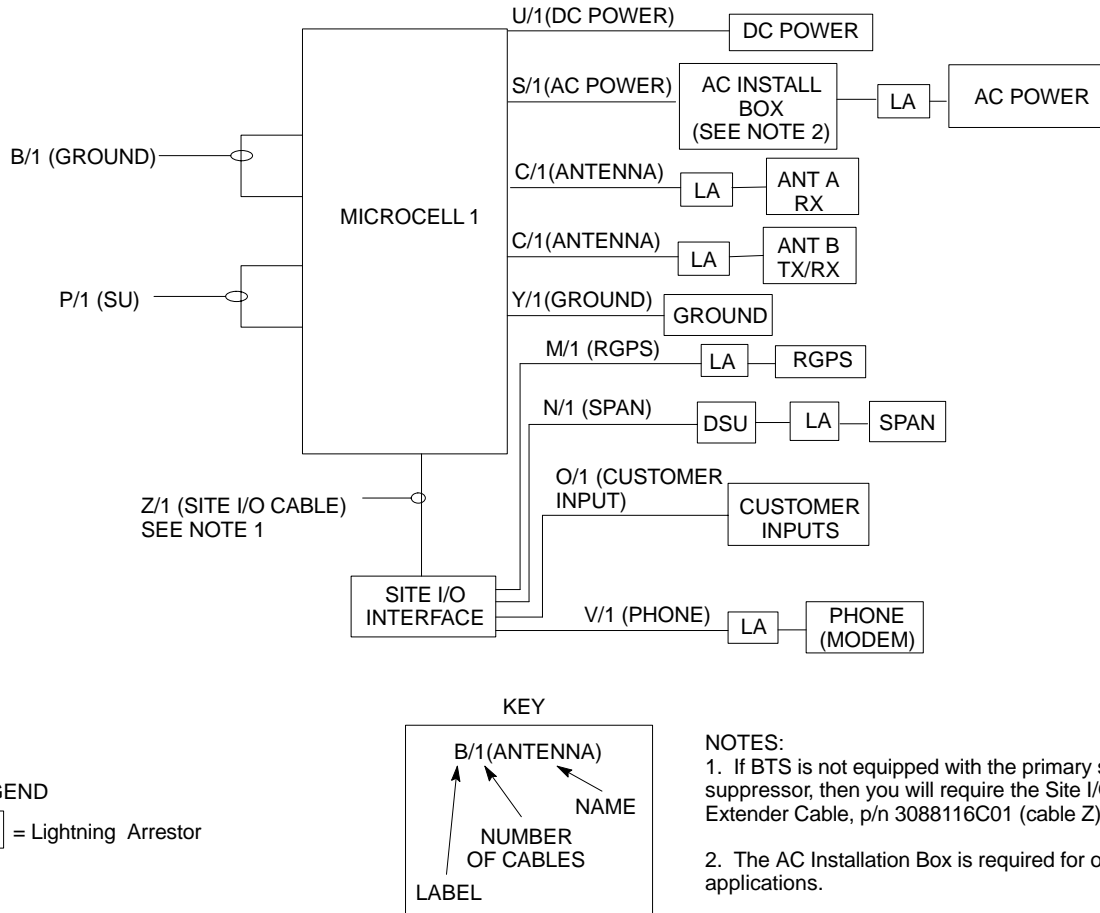 U/1(DC POWER)
DC POWER
S/1(AC POWER)
AC INSTALL
BOX
(SEE NOTE 2)
LA
AC POWER
B/1 (GROUND)
C/1(ANTENNA)
LA
ANT A
RX
MICROCELL 1
C/1(ANTENNA)
LA
ANT B
TX/RX
P/1 (SU)
Y/1(GROUND)
GROUND
M/1 (RGPS)
LA
RGPS
N/1 (SPAN)
DSU
LA
SPAN
O/1 (CUSTOMER
INPUT)
CUSTOMER
INPUTS
Z/1 (SITE I/O CABLE)
SEE NOTE 1
SITE I/O
INTERFACE
V/1 (PHONE)
LA
PHONE
(MODEM)
KEY
B/1(ANTENNA)
NAME
NUMBER
OF CABLES
LABEL
= Lightning Arrestor
NOTES:
1. If BTS is not equipped with the primary
suppressor, then you will require the Site
Extender Cable, p/n 3088116C01 (cable Z)
2. The AC Installation Box is required for
applications.